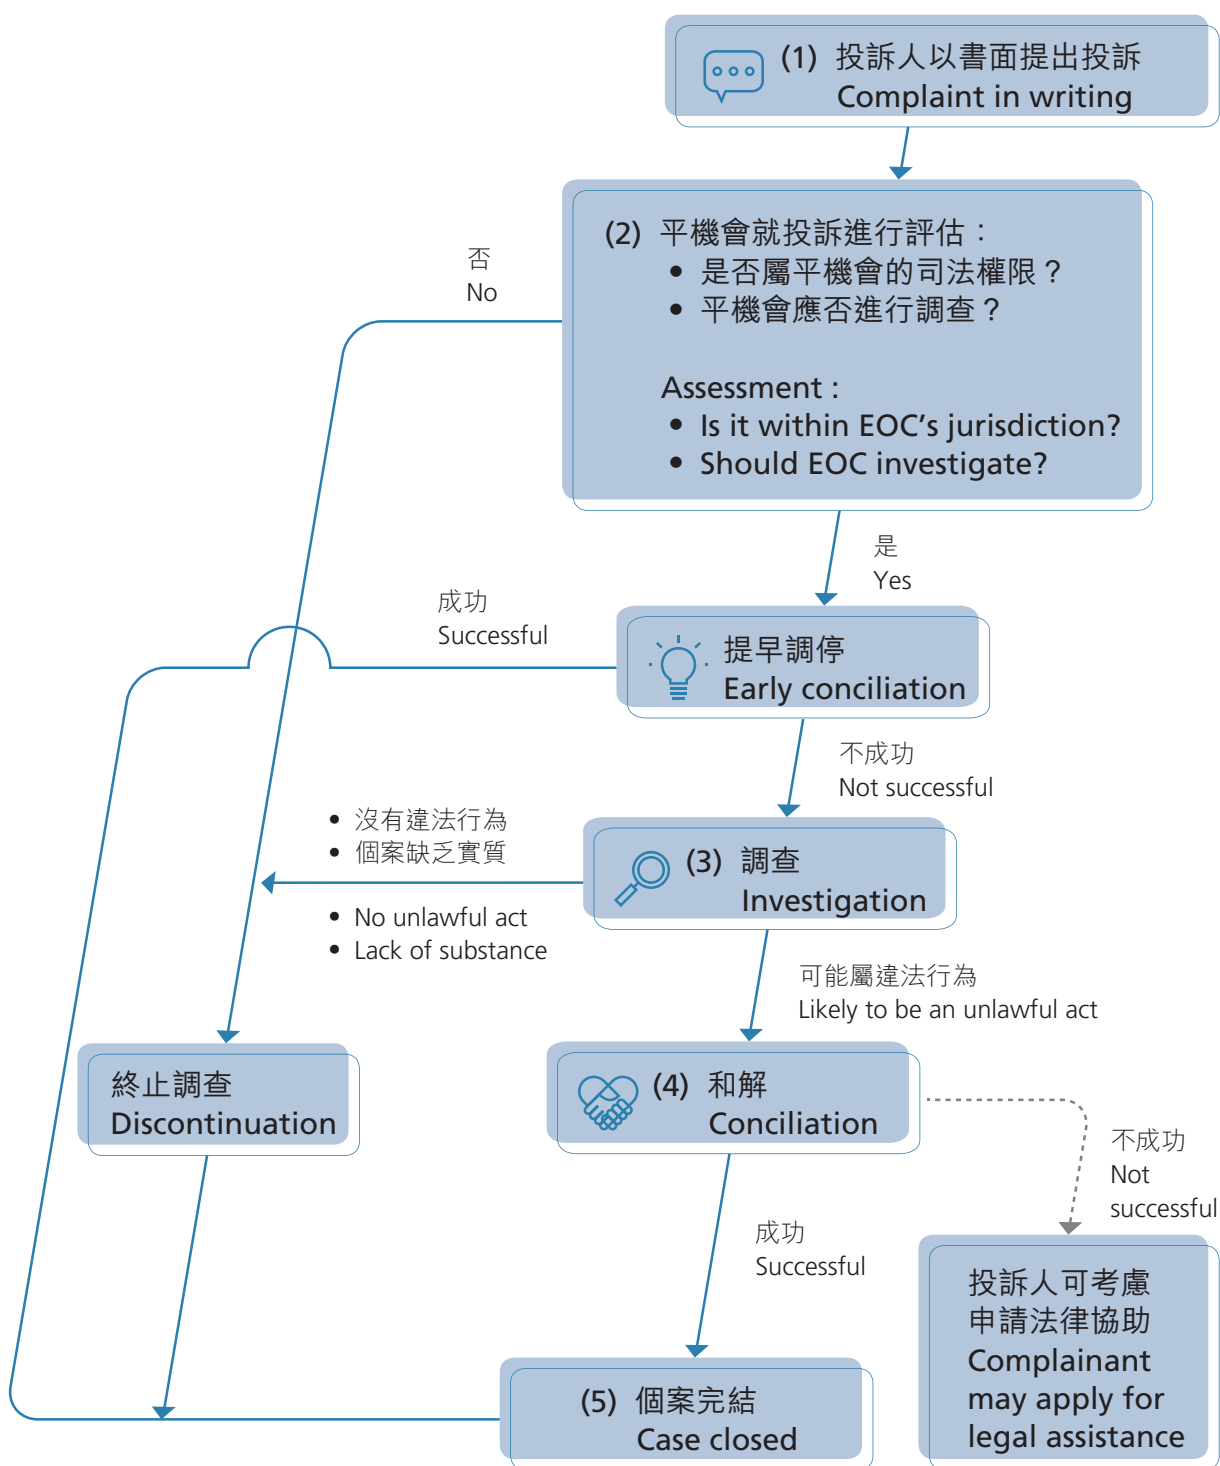 (1) 投訴人以書面提出投訴
Complaint in writing
(2) 平機會就投訴進行評估：
• 是否屬平機會的司法權限？
• 平機會應否進行調查？
Assessment :
• Is it within EOC’s jurisdiction?
• Should EOC investigate?
否
No
是
Yes
成功
Successful
提早調停
Early conciliation
不成功
Not successful
• 沒有違法行為
• 個案缺乏實質
• No unlawful act
• Lack of substance
(3) 調查
Investigation
可能屬違法行為
Likely to be an unlawful act
終止調查
Discontinuation
(4) 和解
Conciliation
不成功
Not
successful
成功
Successful
投訴人可考慮
申請法律協助
Complainant
may apply for
legal assistance
(5) 個案完結
Case closed